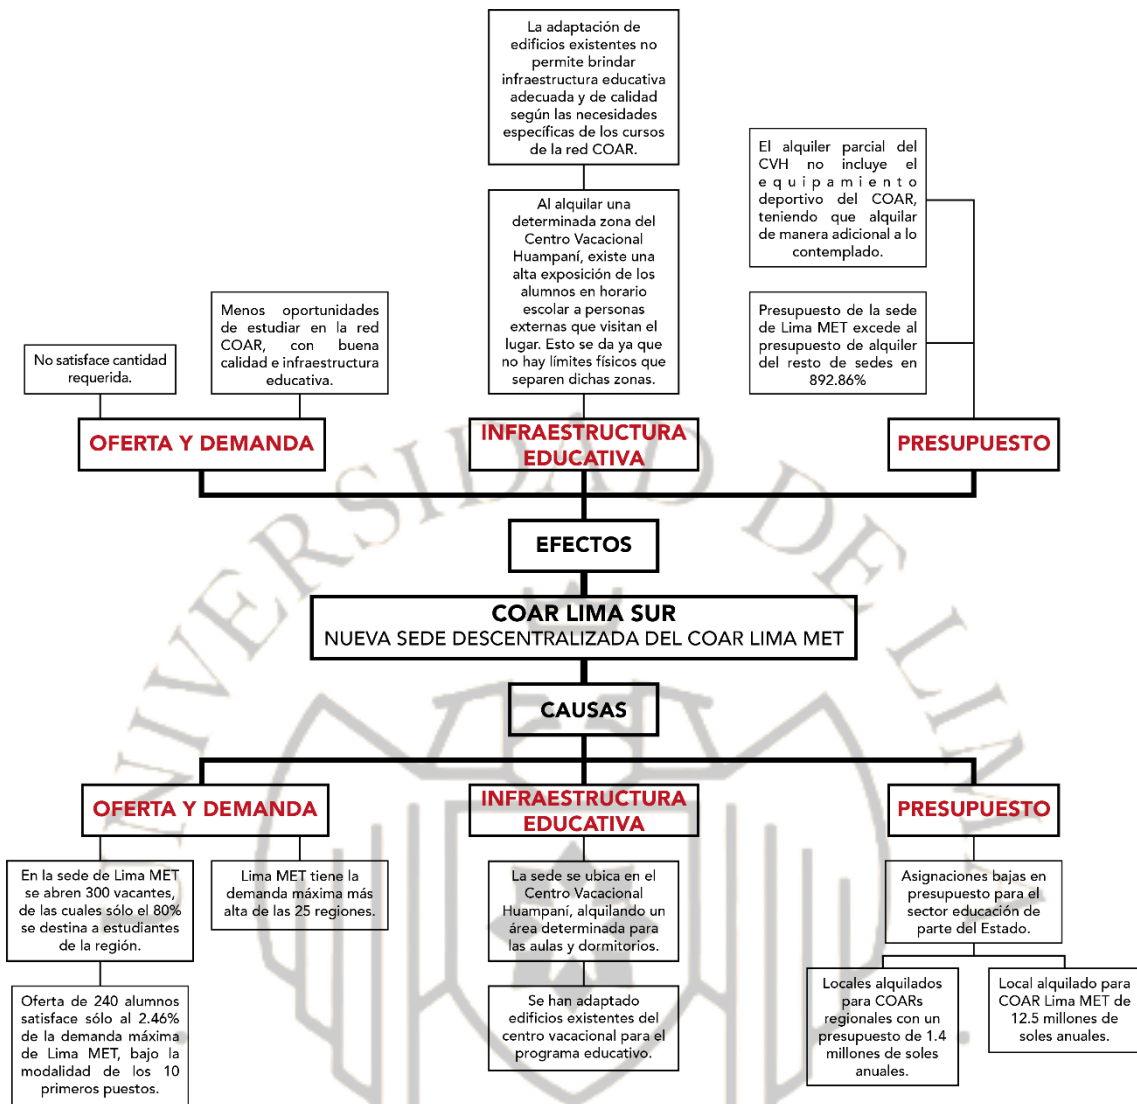 La adaptación de
edificios existentes no
permite brindar
infraestructura educativa
adecuada y de calidad
según las necesidades
específicas de los cursos
de la red COAR.
El alquiler parcial del
CVH no incluye el
equipamiento
deportivo del COAR,
teniendo que alquilar
de manera adicional a lo
contemplado.
Al alquilar una
determinada zona del
Centro Vacacional
Huampaní, existe una
alta exposición de los
alumnos en horario
escolar a personas
externas que visitan el
lugar. Esto se da ya que
no hay límites físicos que
separen dichas zonas.
Menos oportunidades
de estudiar en la red
COAR, con buena
calidad e infraestructura
educativa.
Presupuesto de la sede
de Lima MET excede al
presupuesto de alquiler
del resto de sedes en
892.86%
No satisface cantidad
requerida.
OFERTA Y DEMANDA
INFRAESTRUCTURA
EDUCATIVA
PRESUPUESTO
EFECTOS
COAR LIMA SUR
NUEVA SEDE DESCENTRALIZADA DEL COAR LIMA MET
CAUSAS
OFERTA Y DEMANDA
INFRAESTRUCTURA
EDUCATIVA
PRESUPUESTO
En la sede de Lima MET
se abren 300 vacantes,
de las cuales sólo el 80%
se destina a estudiantes
de la región.
Lima MET tiene la
demanda máxima más
alta de las 25 regiones.
La sede se ubica en el
Centro Vacacional
Huampaní, alquilando un
área determinada para
las aulas y dormitorios.
Asignaciones bajas en
presupuesto para el
sector educación de
parte del Estado.
Oferta de 240 alumnos
satisface sólo al 2.46%
de la demanda máxima
de Lima MET, bajo la
modalidad de los 10
primeros puestos.
Se han adaptado
edificios existentes del
centro vacacional para el
programa educativo.
Locales alquilados
para COARs
regionales con un
presupuesto de 1.4
millones de soles
anuales.
Local alquilado para
COAR Lima MET de
12.5 millones de
soles anuales.
UNIVERSIDAD DE LIMA